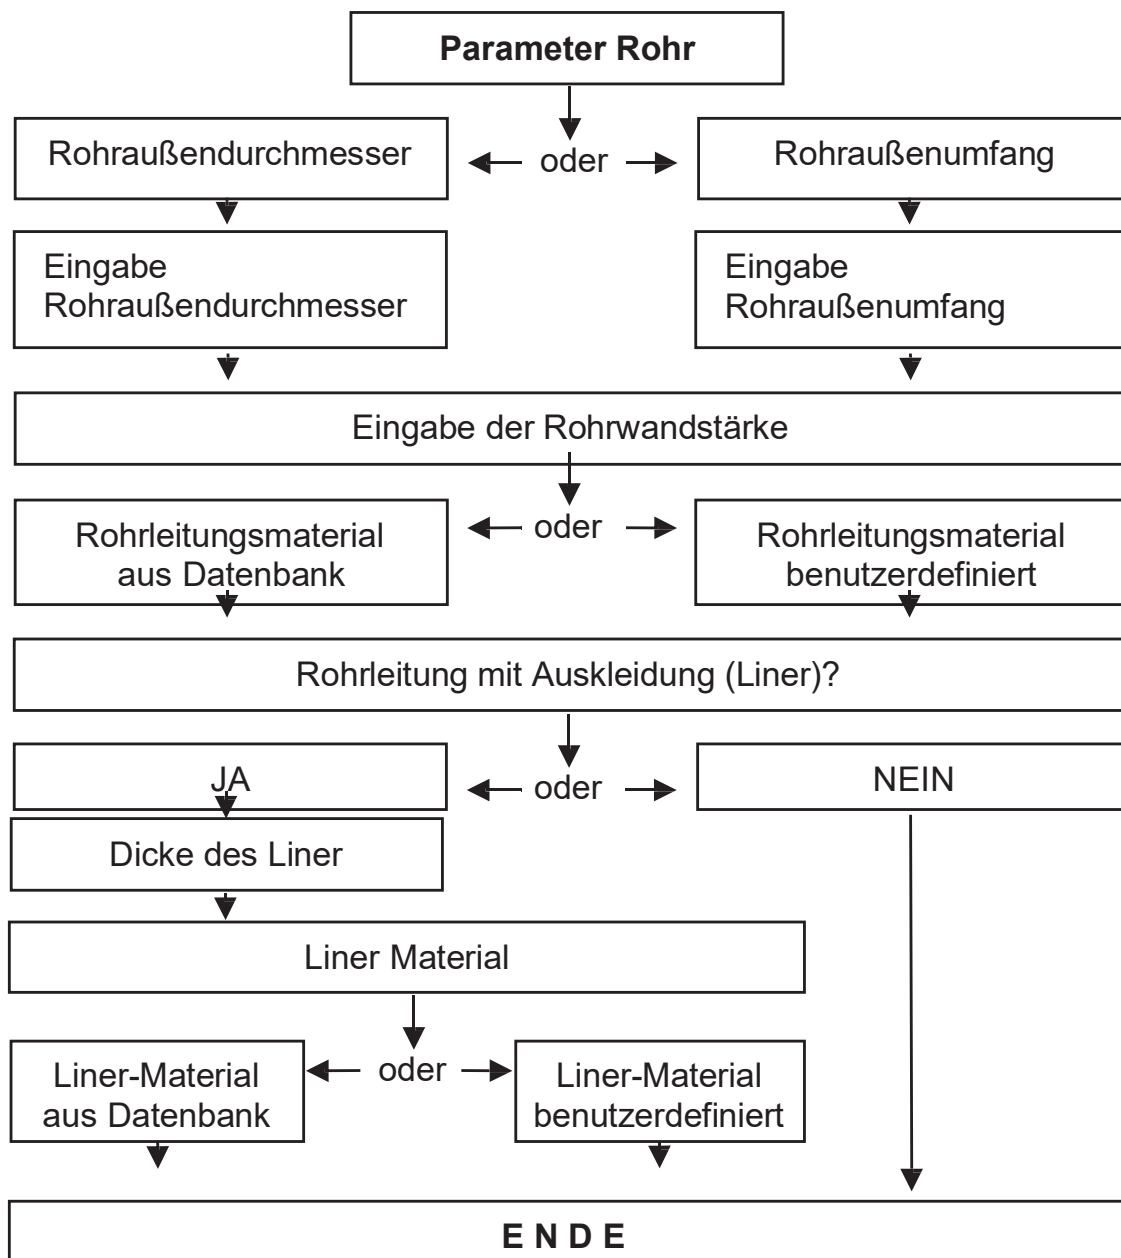 Parameter Rohr
Rohraußendurchmesser
oder
Rohraußenumfang
Eingabe
Rohraußendurchmesser
Eingabe
Rohraußenumfang
Eingabe der Rohrwandstärke
Rohrleitungsmaterial
aus Datenbank
oder
Rohrleitungsmaterial
benutzerdefiniert
Rohrleitung mit Auskleidung (Liner)?
JA
oder
NEIN
Dicke des Liner
Liner Material
Liner-Material
aus Datenbank
oder
Liner-Material
benutzerdefiniert
E N D E